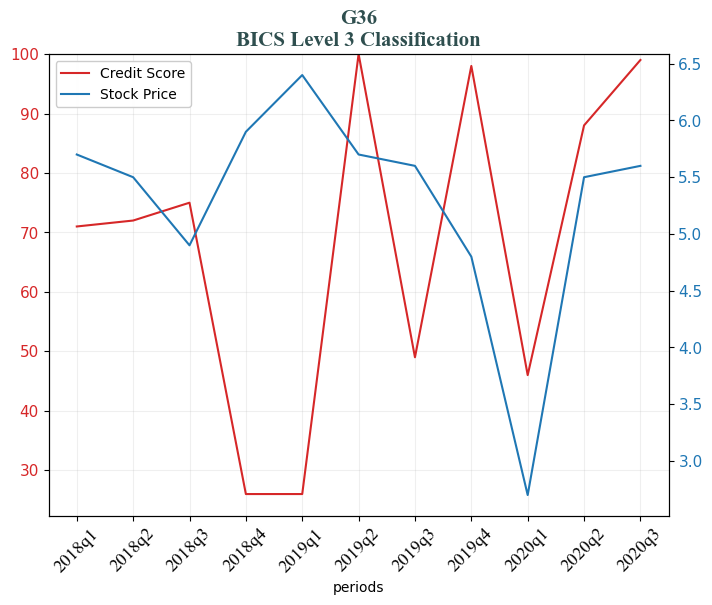 G36
BICS Level 3 Classification
Credit Score
Stock Price
100
90
80
70
60
50
40
30
6.5
6.0
5.5
5.0
4.5
4.0
3.5
3.0
2018q1
2018q2
2018q3
2018q4
2019q1
2019q2
2019q3
2019q4
2020q1
2020q2
2020q3
periods